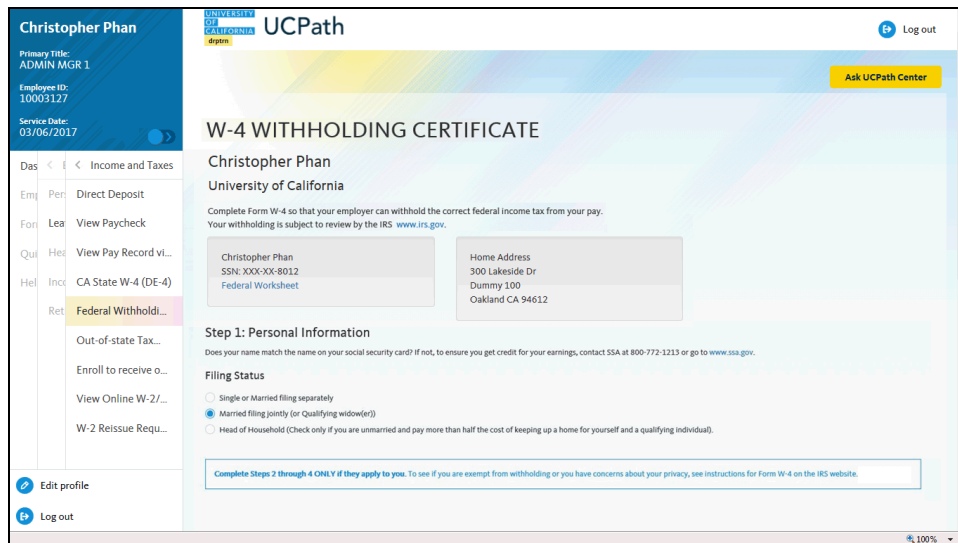 Christopher Phan
Primary Title:
ADMIN MGR 1
Employee ID:
10003127
Service Date:
03/06/2017
UNIVERSITY
OF
CALIFORNIA
drptrn
UCPath
Log out
Ask UCPath Center
Das
Emp
For
Qui
Hel
Per
Lea
Hea
Inco
Ret
Income and Taxes
Direct Deposit
View Paycheck
View Pay Record vi...
CA State W-4 (DE-4)
Federal Withholdi...
Out-of-state Tax...
Enroll to receive o...
View Online W-2/...
W-2 Reissue Requ...
Edit profile
Log out
W-4 WITHHOLDING CERTIFICATE
Christopher Phan
University of California
Complete Form W-4 so that your employer can withhold the correct federal income tax from your pay.
Your withholding is subject to review by the IRS www.irs.gov.
Christopher Phan
SSN: XXX-XX-8012
Federal Worksheet
Home Address
300 Lakeside Dr
Dummy 100
Oakland CA 94612
Step 1: Personal Information
Does your name match the name on your social security card? If not, to ensure you get credit for your earnings, contact SSA at 800-772-1213 or go to www.ssa.gov.
Filing Status
Single or Married filing separately
Married filing jointly (or Qualifying widow(er))
Head of Household (Check only if you are unmarried and pay more than half the cost of keeping up a home for yourself and a qualifying individual).
Complete Steps 2 through 4 ONLY if they apply to you. To see if you are exempt from withholding or you have concerns about your privacy, see instructions for Form W-4 on the IRS website.
100%